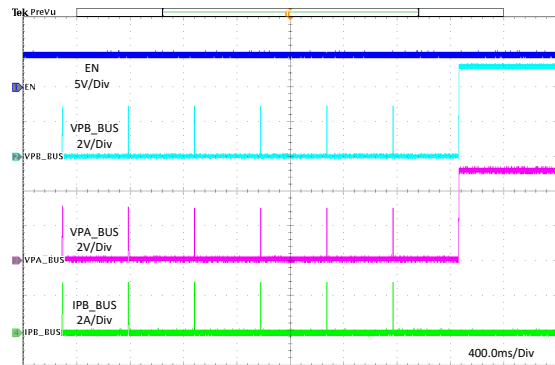 Tek PreVu
EN
5V/Div
EN
VPB_BUS
2V/Div
VPB_BUS
VPA_BUS
2V/Div
VPA_BUS
IPB_BUS
2A/Div
IPB_BUS
400.0ms/Div